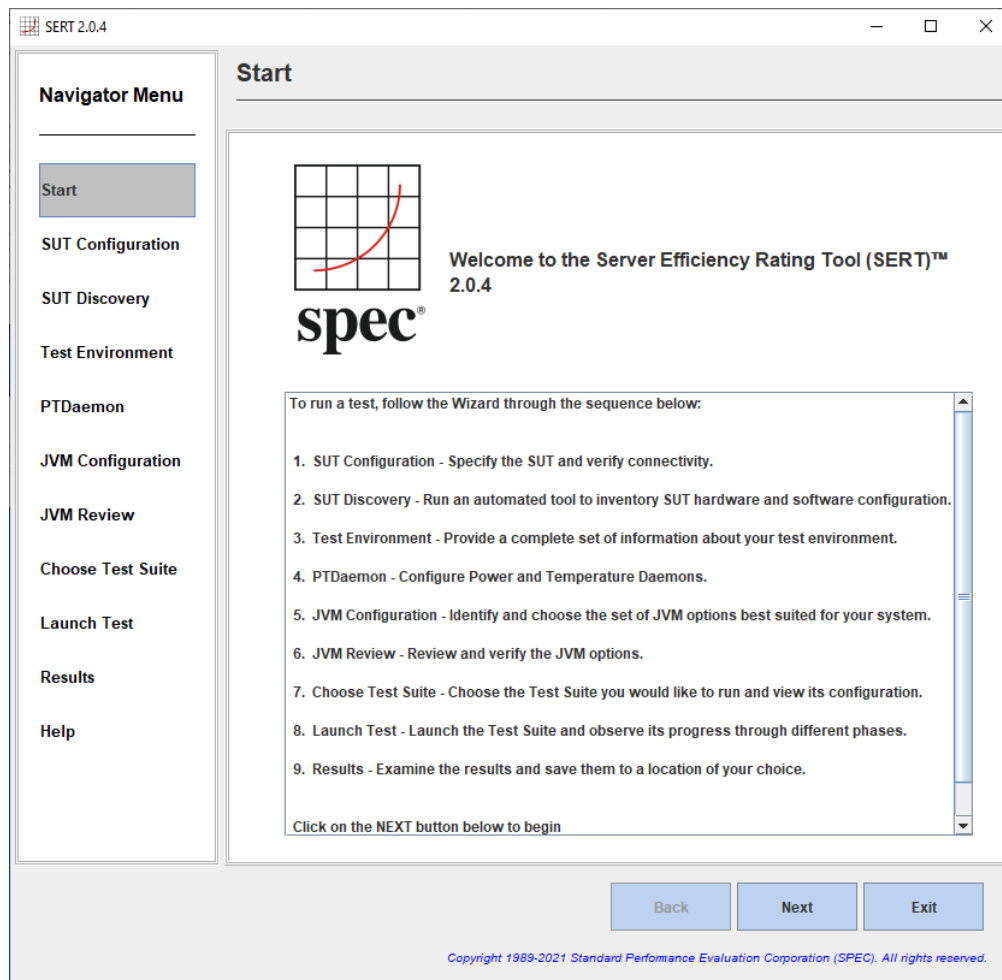 SERT 2.0.4
Navigator Menu
Start
SUT Configuration
SUT Discovery
Test Environment
PTDaemon
JVM Configuration
JVM Review
Choose Test Suite
Launch Test
Results
Help
Start
spec®
Welcome to the Server Efficiency Rating Tool (SERT)™
2.0.4
To run a test, follow the Wizard through the sequence below:
1. SUT Configuration - Specify the SUT and verify connectivity.
2. SUT Discovery - Run an automated tool to inventory SUT hardware and software configuration.
3. Test Environment - Provide a complete set of information about your test environment.
4. PTDaemon - Configure Power and Temperature Daemons.
5. JVM Configuration - Identify and choose the set of JVM options best suited for your system.
6. JVM Review - Review and verify the JVM options.
7. Choose Test Suite - Choose the Test Suite you would like to run and view its configuration.
8. Launch Test - Launch the Test Suite and observe its progress through different phases.
9. Results - Examine the results and save them to a location of your choice.
Click on the NEXT button below to begin
Back Next Exit
Copyright 1989-2021 Standard Performance Evaluation Corporation (SPEC). All rights reserved.